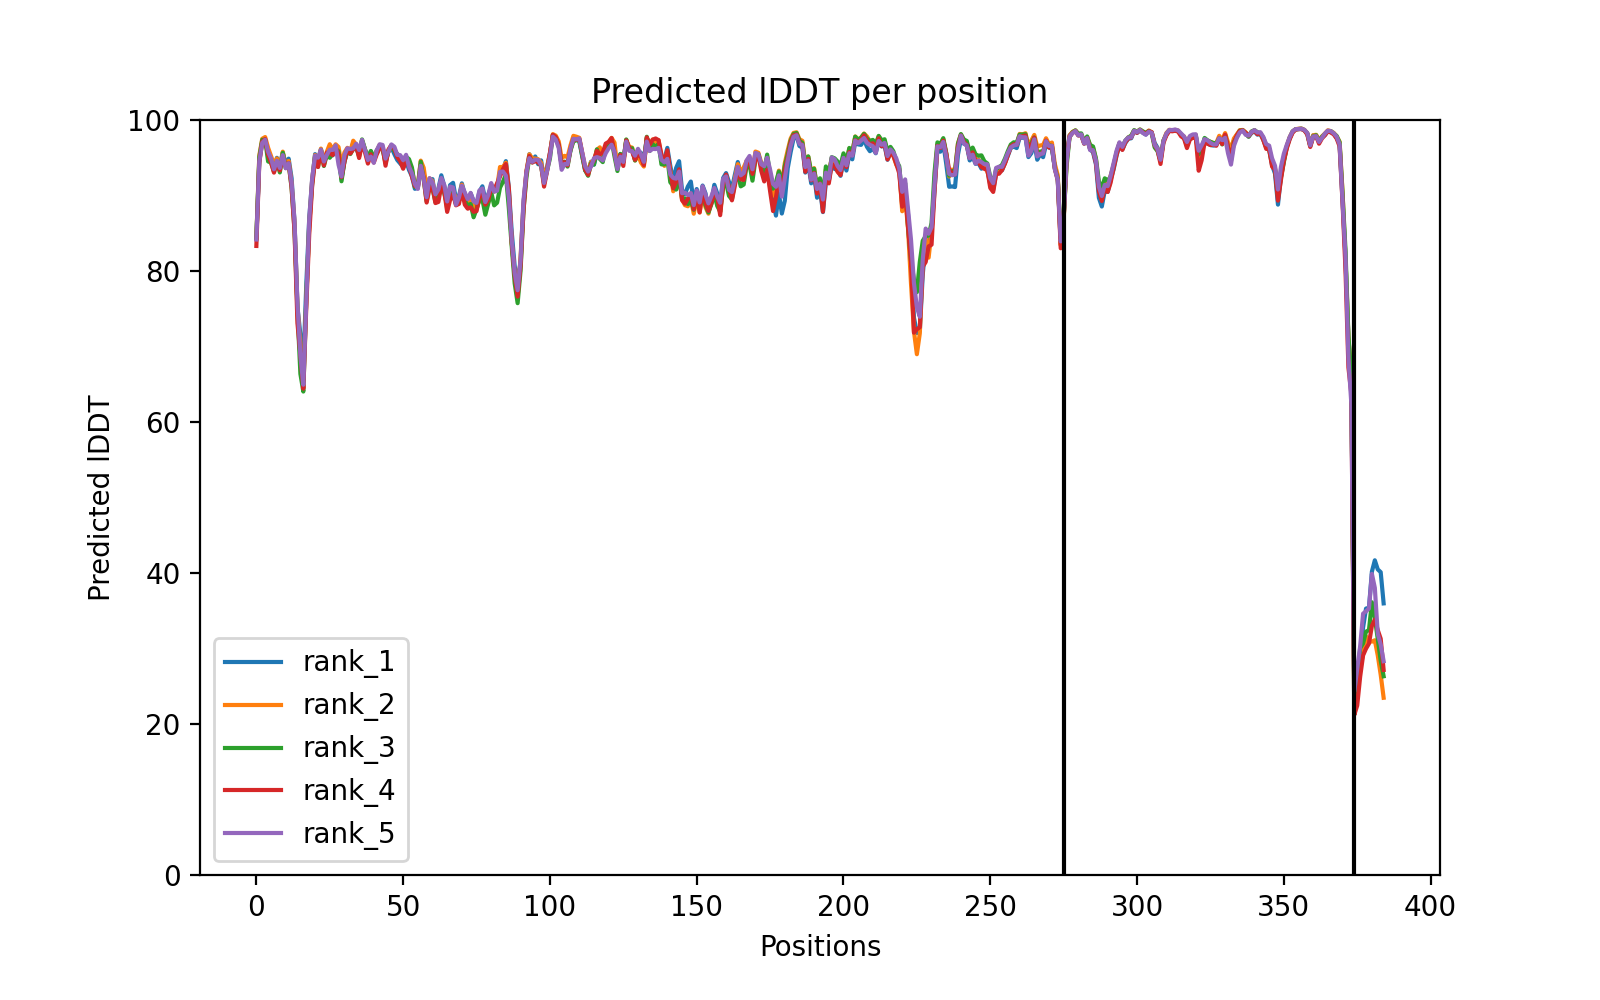 Predicted lDDT per position
100
80
60
40
20
0
Predicted lDDT
rank_1
rank_2
rank_3
rank_4
rank_5
0 50 100 150 200 250 300 350 400
Positions